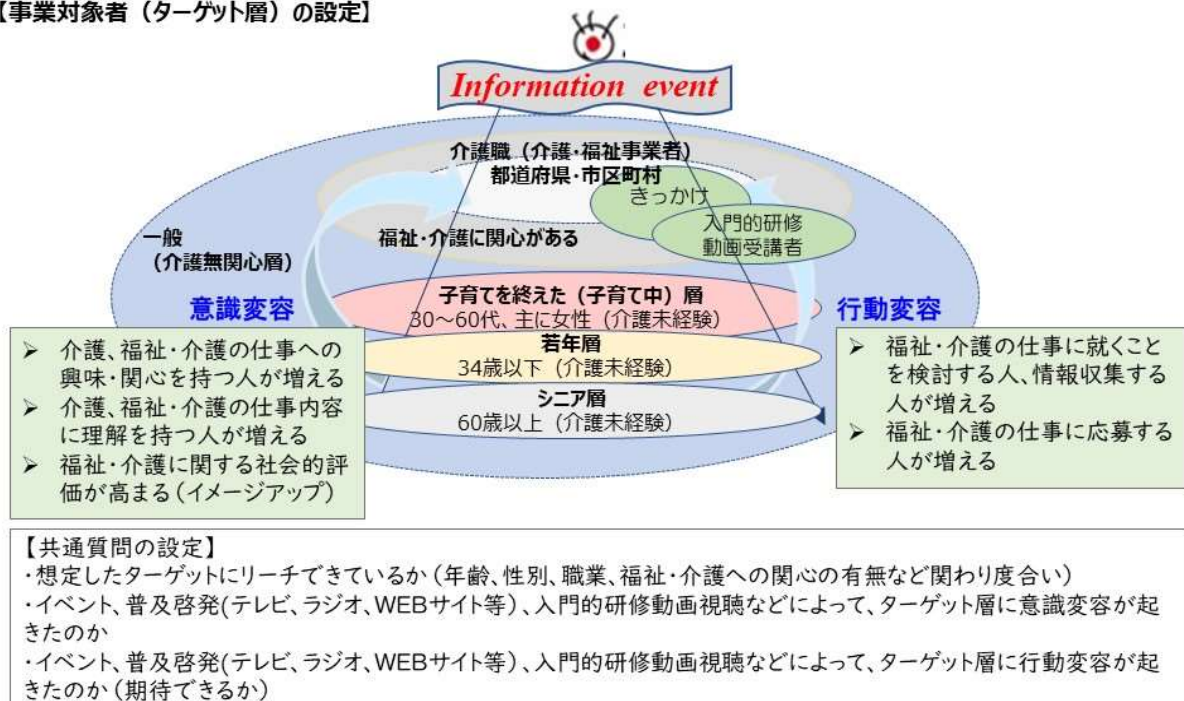 【事業対象者（ターゲット層）の設定】
Information event
介護職（介護・福祉事業者）
都道府県・市区町村
きっかけ
入門的研修
動画受講者
福祉・介護に関心がある
一般
（介護無関心層）
子育てを終えた（子育て中）層
30～60代、主に女性（介護未経験）
若年層
34歳以下（介護未経験）
シニア層
60歳以上（介護未経験）
意識変容
➢ 介護、福祉・介護の仕事への
興味・関心を持つ人が増える
➢ 介護、福祉・介護の仕事内容
に理解を持つ人が増える
➢ 福祉・介護に関する社会的評
価が高まる（イメージアップ）
行動変容
➢ 福祉・介護の仕事に就くこと
を検討する人、情報収集する
人が増える
➢ 福祉・介護の仕事に応募する
人が増える
【共通質問の設定】
・想定したターゲットにリーチできているか（年齢、性別、職業、福祉・介護への関心の有無など関わり度合い）
・イベント、普及啓発(テレビ、ラジオ、WEBサイト等)、入門的研修動画視聴などによって、ターゲット層に意識変容が起
きたのか
・イベント、普及啓発(テレビ、ラジオ、WEBサイト等)、入門的研修動画視聴などによって、ターゲット層に行動変容が起
きたのか（期待できるか）